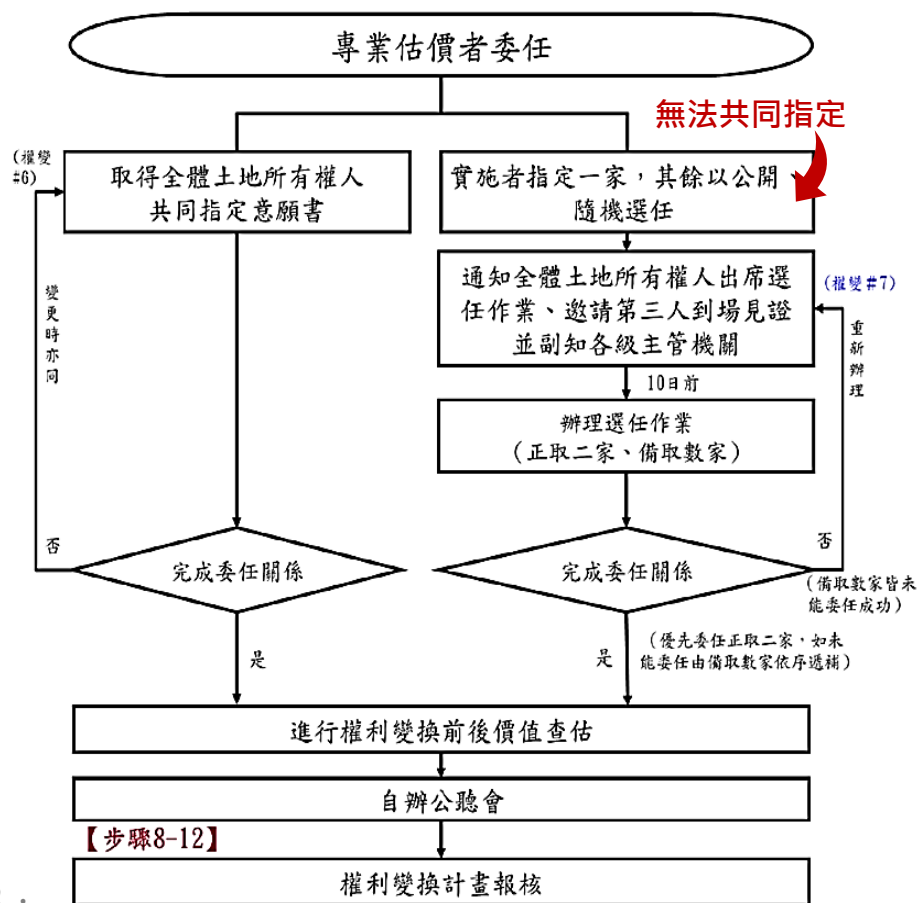 專業估價者委任
無法共同指定
(權變
#6)
取得全體土地所有權人
共同指定意願書
實施者指定一家，其餘以公開、
隨機選任
變更時亦同
通知全體土地所有權人出席選
任作業、邀請第三人到場見證
並副知各級主管機關
(權變#7)
重新辦理
10日前
辦理選任作業
(正取二家、備取數家)
否
完成委任關係
完成委任關係
否
(備取數家皆未
能委任成功)
是
是
(優先委任正取二家，如未
能委任由備取數家依序遞補)
進行權利變換前後價值查估
自辦公聽會
【步驟8-12】
權利變換計畫報核